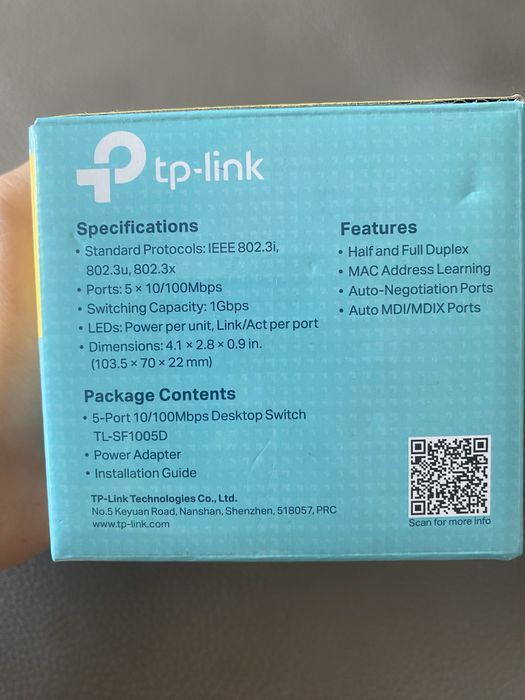 tp-link
Specifications
• Standard Protocols: IEEE 802.3i,
802.3u, 802.3x
• Ports: 5 × 10/100Mbps
• Switching Capacity: 1Gbps
• LEDs: Power per unit, Link/Act per port
• Dimensions: 4.1 × 2.8 × 0.9 in.
(103.5 × 70 × 22 mm)
Features
• Half and Full Duplex
• MAC Address Learning
• Auto-Negotiation Ports
• Auto MDI/MDIX Ports
Package Contents
• 5-Port 10/100Mbps Desktop Switch
TL-SF1005D
• Power Adapter
• Installation Guide
TP-Link Technologies Co., Ltd.
No.5 Keyuan Road, Nanshan, Shenzhen, 518057, PRC
www.tp-link.com
Scan for more info